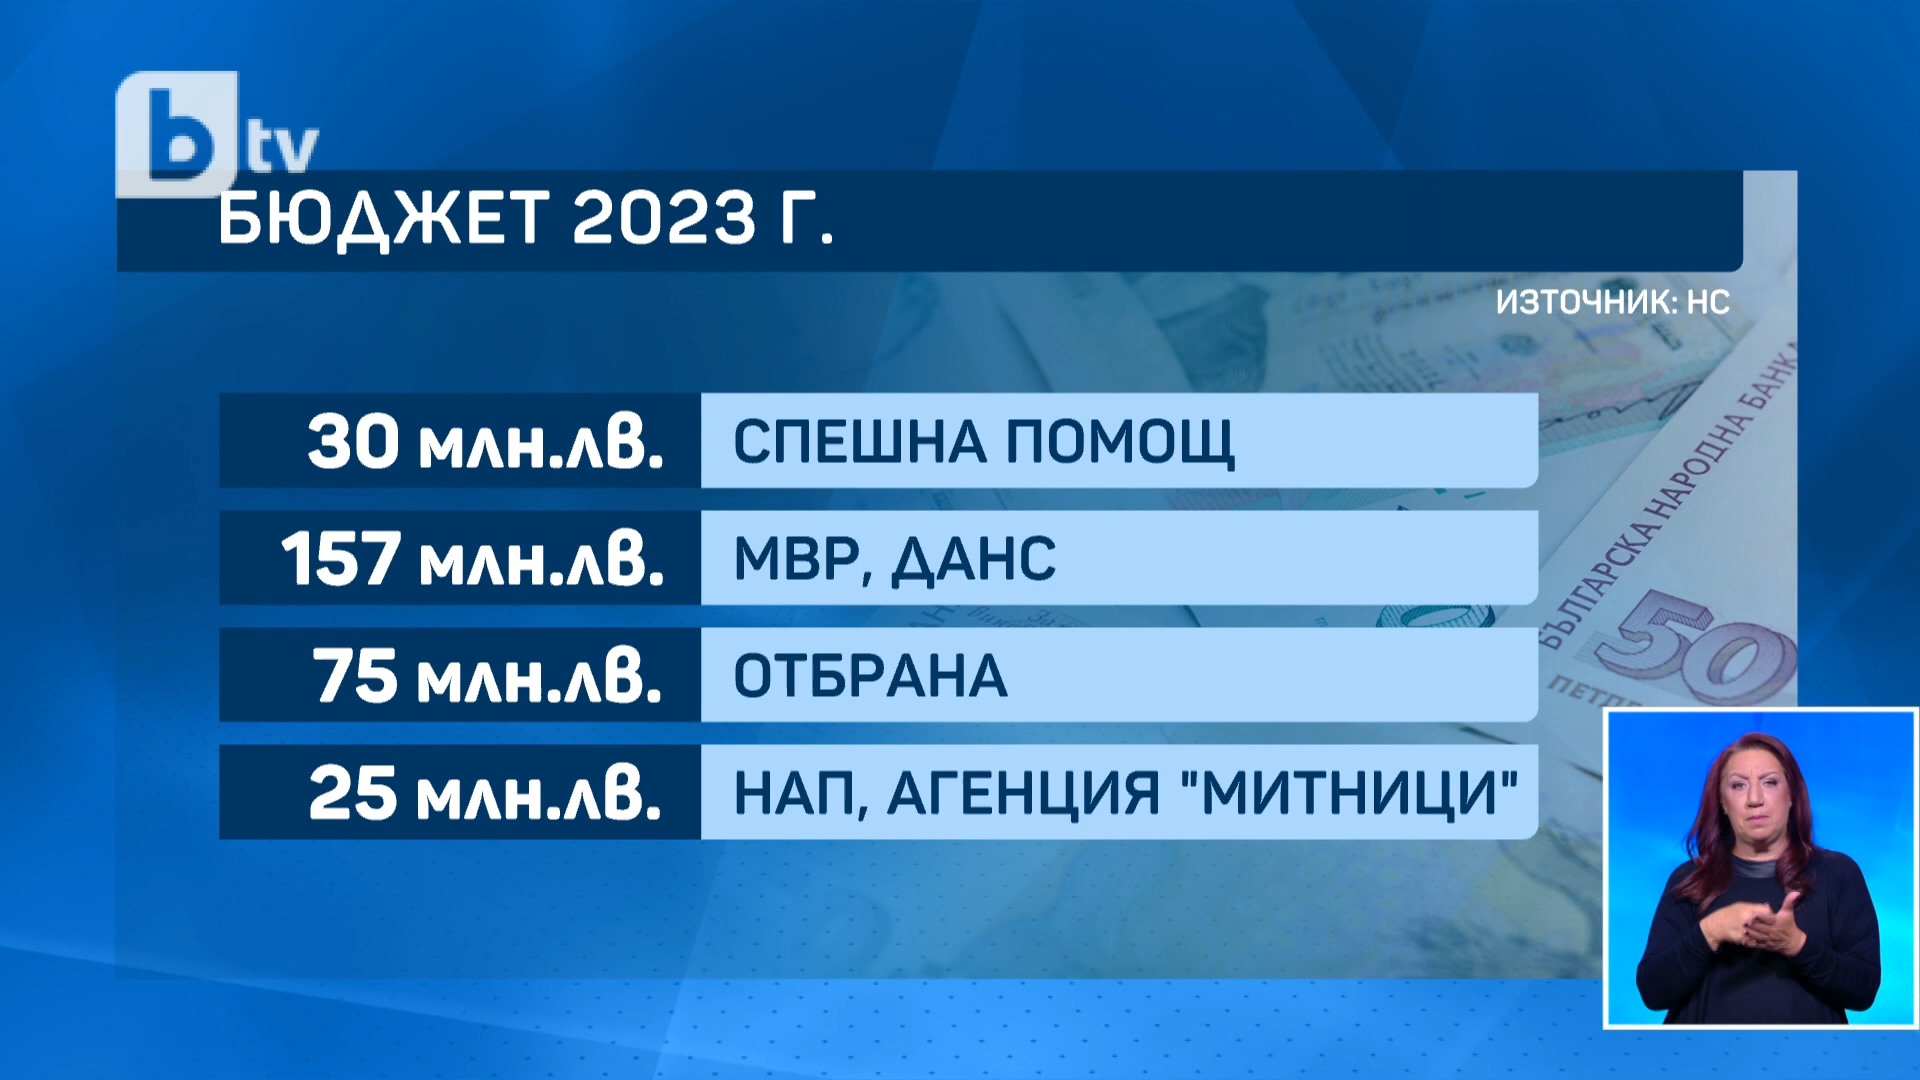 btv
БЮДЖЕТ 2023 Г.
ИЗТОЧНИК: НС
30 млн.лв. СПЕШНА ПОМОЩ
157 млн.лв. МВР, ДАНС
75 млн.лв. ОТБРАНА
25 млн.лв. НАП, АГЕНЦИЯ "МИТНИЦИ"
БЪЛГАРСКА НАРОДНА БАНКА
50